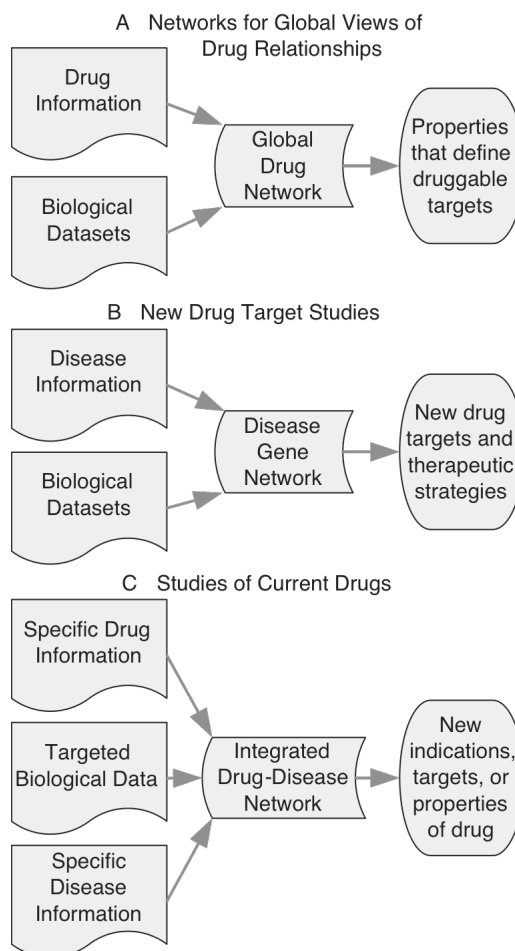 A Networks for Global Views of
Drug Relationships
Drug
Information
Biological
Datasets
Global
Drug
Network
Properties
that define
druggable
targets
B New Drug Target Studies
Disease
Information
Biological
Datasets
Disease
Gene
Network
New drug
targets and
therapeutic
strategies
C Studies of Current Drugs
Specific Drug
Information
Targeted
Biological Data
Specific
Disease
Information
Integrated
Drug-Disease
Network
New
indications,
targets, or
properties
of drug